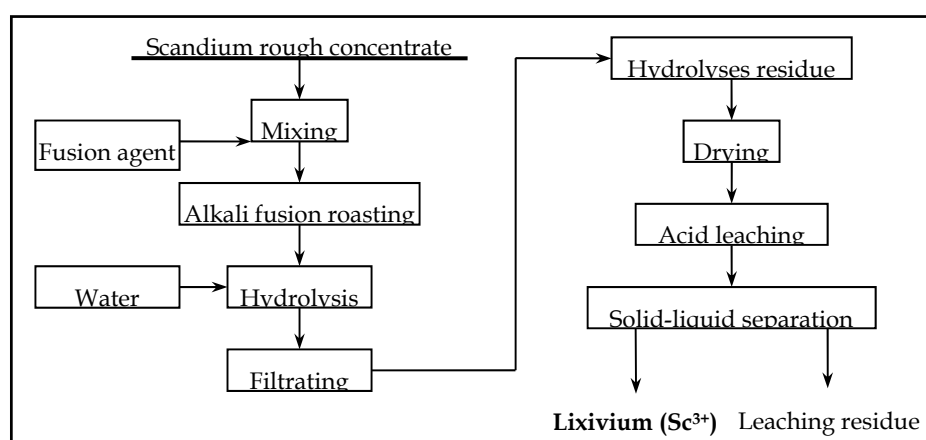 Scandium rough concentrate
Mixing
Fusion agent
Alkali fusion roasting
Water
Hydrolysis
Filtrating
Hydrolyses residue
Drying
Acid leaching
Solid-liquid separation
Lixivium (Sc³⁺)
Leaching residue